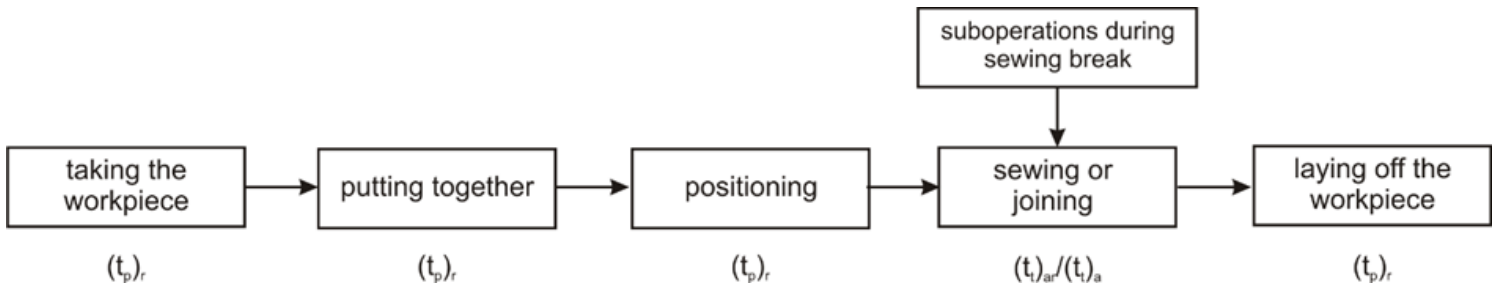 suboperations during
sewing break
taking the
workpiece
putting together
positioning
sewing or
joining
laying off the
workpiece
(tₚ)ᵣ
(tₚ)ᵣ
(tₚ)ᵣ
(tₜ)ₐᵣ/(tₜ)ₐ
(tₚ)ᵣ